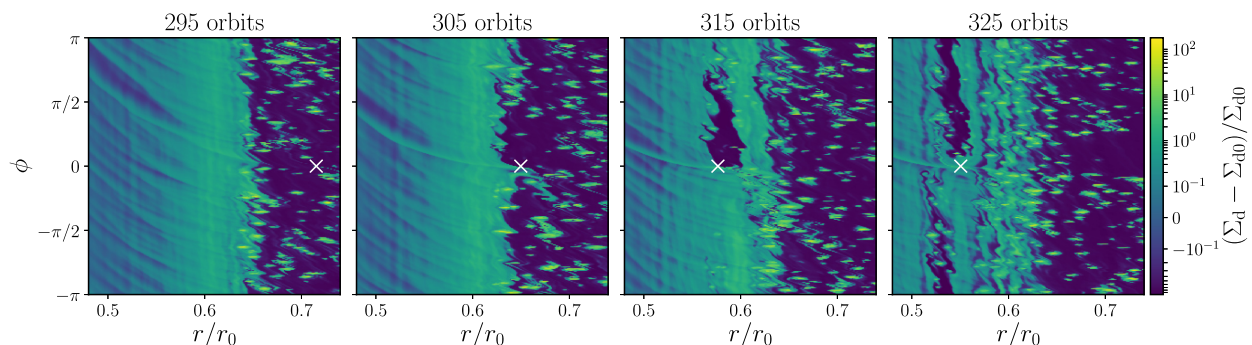 295 orbits
305 orbits
315 orbits
325 orbits
π
π/2
0
−π/2
−π
ϕ
0.5 0.6 0.7
0.5 0.6 0.7
0.5 0.6 0.7
0.5 0.6 0.7
r/r₀
r/r₀
r/r₀
r/r₀
10²
10¹
10⁰
10⁻¹
0
−10⁻¹
(Σd − Σd0)/Σd0